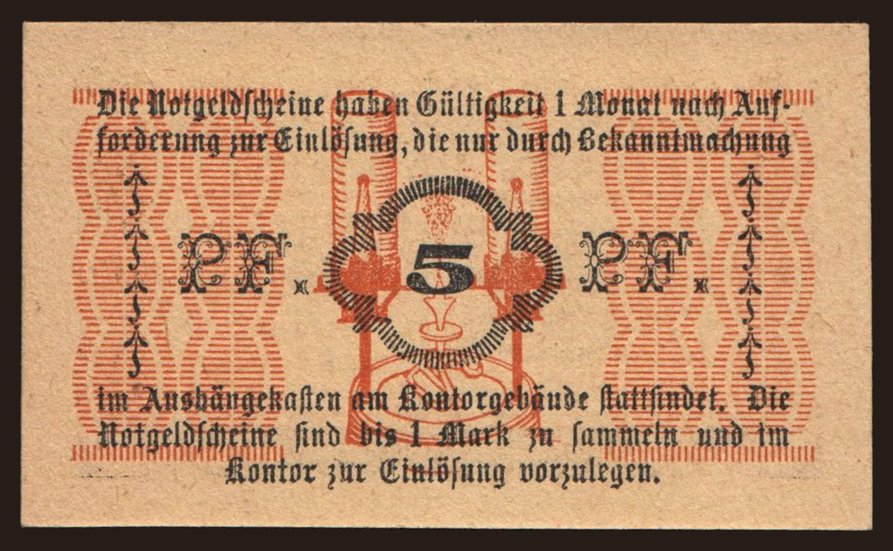 Die Notgeldscheine haben Gültigkeit 1 Monat nach Auf-
forderung zur Einlösung, die nur durch Bekanntmachung
PF. 5 PF.
im Aushängekasten am Kontorgebäude stattfindet. Die
Notgeldscheine sind bis 1 Mark zu sammeln und im
Kontor zur Einlösung vorzulegen.